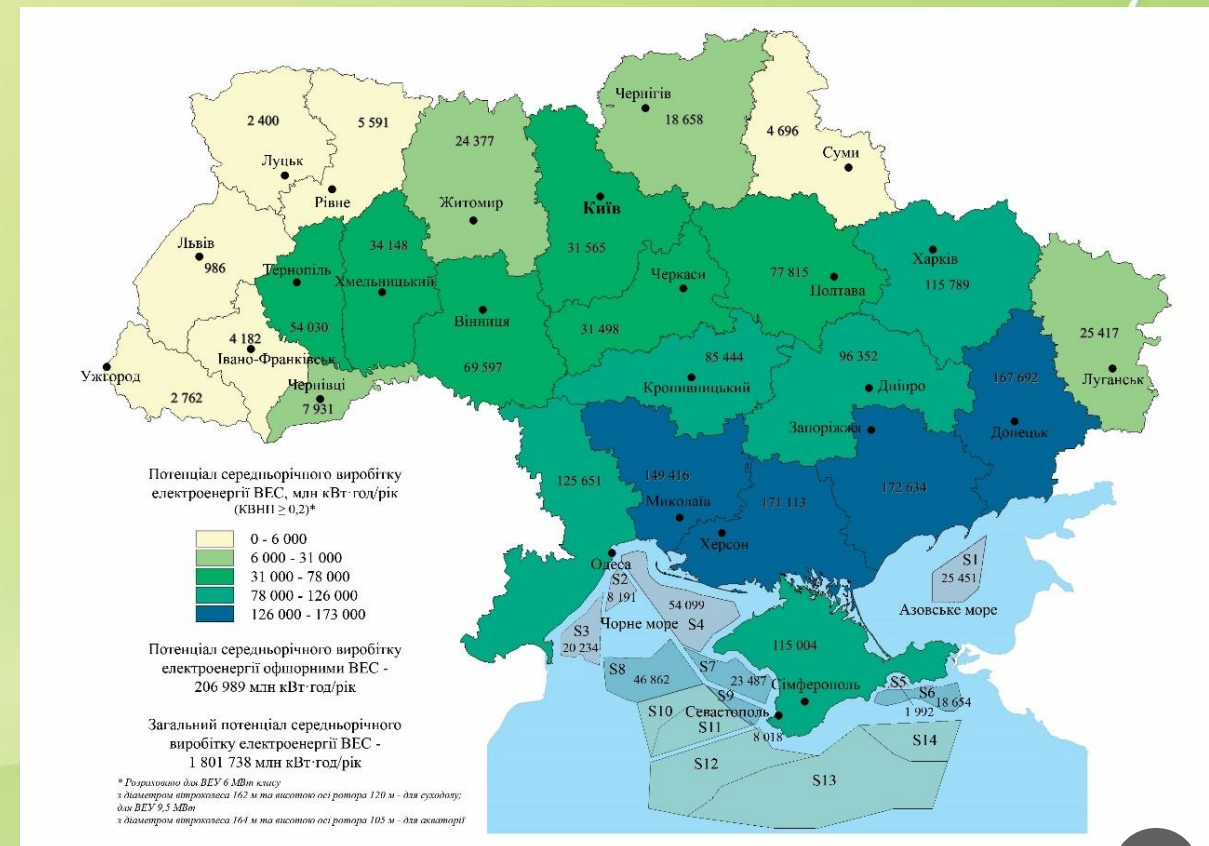 Чернігів
18 658
2 400
5 591
24 377
4 696
Луцьк
Суми
Рівне
Житомир
Київ
Львів
986
34 148
31 565
Харків
115 789
Тернопіль
Хмельницький
Черкаси
77 815
Полтава
54 030
Вінниця
31 498
4 182
Івано-Франківськ
69 597
85 444
96 352
25 417
Ужгород
Чернівці
7 931
Кропивницький
Дніпро
167 692
Луганськ
2 762
Запоріжжя
Донецьк
Потенціал середньорічного виробітку
електроенергії ВЕС, млн кВт·год/рік
(КВНП ≥ 0,2)*
0 - 6 000
6 000 - 31 000
31 000 - 78 000
78 000 - 126 000
126 000 - 173 000
125 651
149 416
Миколаїв
171 113
172 634
Херсон
Одеса
S1
25 451
Азовське море
S2
8 191
54 099
Чорне море
S4
S3
20 234
115 004
S8
46 862
S7
23 487
Сімферополь
S5
S6
18 654
1 992
S9
Севастополь
8 018
S10
S11
S12
S13
S14
Потенціал середньорічного виробітку
електроенергії офшорними ВЕС -
206 989 млн кВт·год/рік
Загальний потенціал середньорічного
виробітку електроенергії ВЕС -
1 801 738 млн кВт·год/рік
* Розраховано для ВЕУ 6 МВт класу
з діаметром вітроколеса 162 м та висотою осі ротора 120 м - для суходолу;
для ВЕУ 9,5 МВт
з діаметром вітроколеса 164 м та висотою осі ротора 105 м - для акваторії